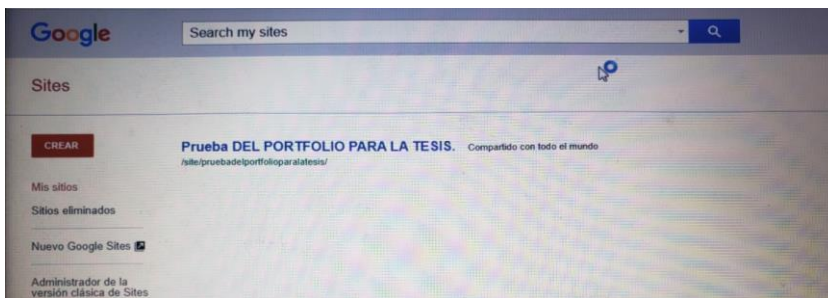 Google
Search my sites
Sites
CREAR
Prueba DEL PORTFOLIO PARA LA TESIS. Compartido con todo el mundo
/site/pruebadelportfolioparalatesis/
Mis sitios
Sitios eliminados
Nuevo Google Sites
Administrador de la
versión clásica de Sites